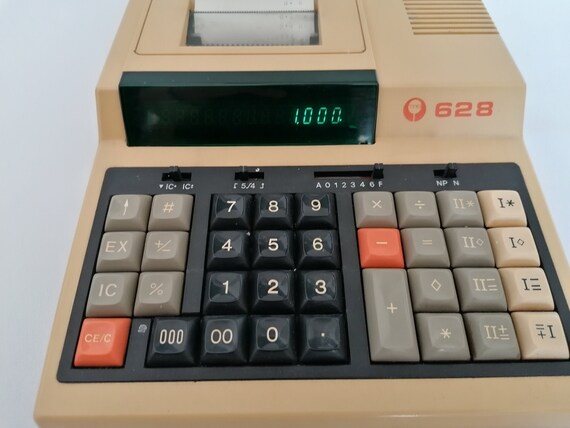 1,000.
628
▼ IC• IC‡
5/4
A 0 1 2 3 4 6 F
NP N
↑ # 7 8 9 × ÷ II* I*
EX +/− 4 5 6 − = II◇ I◇
IC % 1 2 3 + ◇ II= I=
CE/C 000 00 0 · * II± ∓I